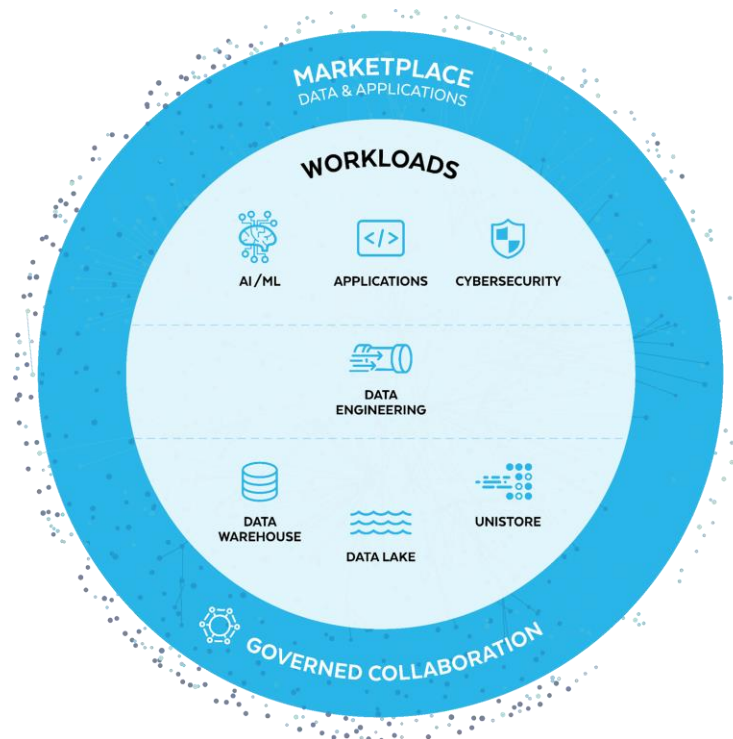 MARKETPLACE
DATA & APPLICATIONS
WORKLOADS
AI/ML
APPLICATIONS
CYBERSECURITY
DATA
ENGINEERING
DATA
WAREHOUSE
DATA LAKE
UNISTORE
GOVERNED COLLABORATION